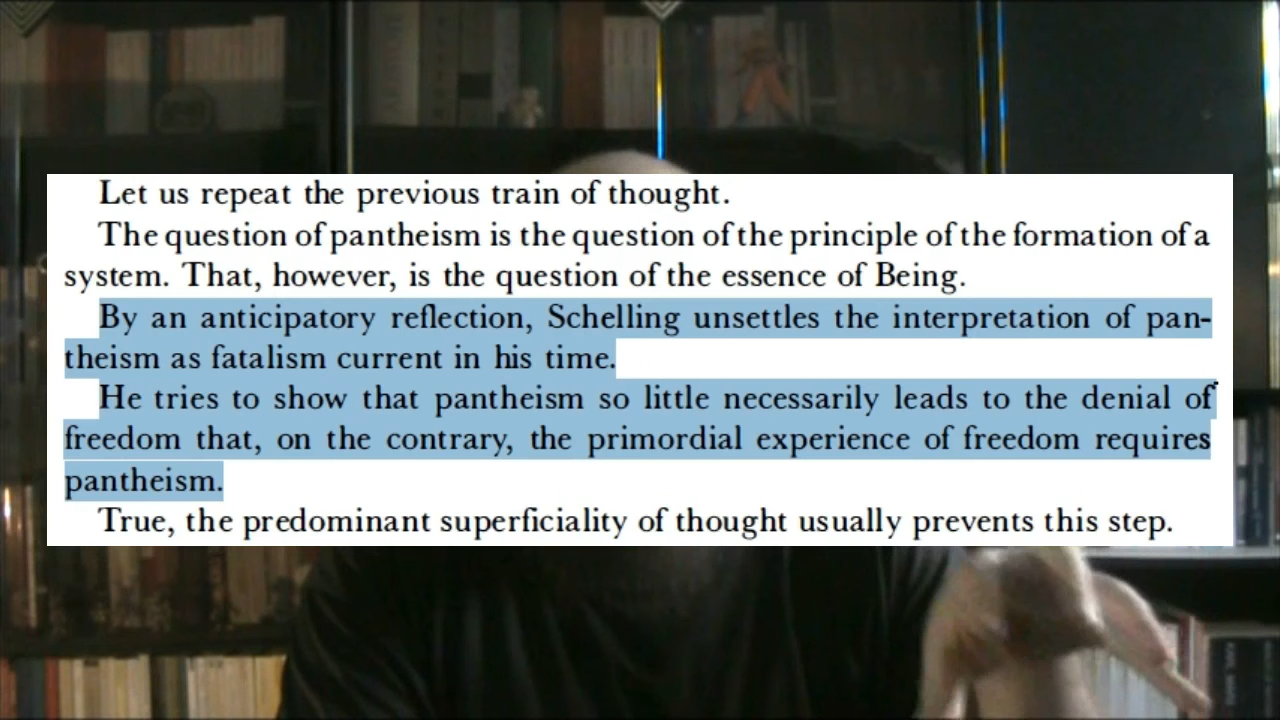 Let us repeat the previous train of thought.
The question of pantheism is the question of the principle of the formation of a
system. That, however, is the question of the essence of Being.
By an anticipatory reflection, Schelling unsettles the interpretation of pan-
theism as fatalism current in his time.
He tries to show that pantheism so little necessarily leads to the denial of
freedom that, on the contrary, the primordial experience of freedom requires
pantheism.
True, the predominant superficiality of thought usually prevents this step.